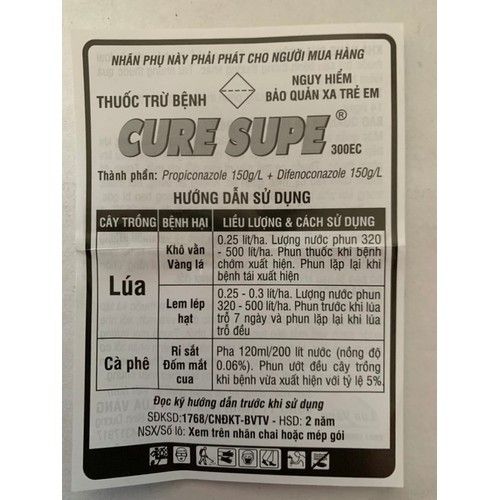 NHÃN PHỤ NÀY PHẢI PHÁT CHO NGƯỜI MUA HÀNG
THUỐC TRỪ BỆNH
NGUY HIỂM
BẢO QUẢN XA TRẺ EM
CURE SUPE ® 300EC
Thành phần: Propiconazole 150g/L + Difenoconazole 150g/L
HƯỚNG DẪN SỬ DỤNG
CÂY TRỒNG BỆNH HẠI LIỀU LƯỢNG & CÁCH SỬ DỤNG
Lúa
Khô vằn
Vàng lá
0.25 lít/ha. Lượng nước phun 320
- 500 lít/ha. Phun thuốc khi bệnh
chớm xuất hiện. Phun lặp lại khi
bệnh tái xuất hiện
Lem lép
hạt
0.25 - 0.3 lít/ha. Lượng nước phun
320 - 500 lít/ha. Phun trước khi lúa
trổ 7 ngày và phun lặp lại khi lúa
trổ đều
Cà phê
Rỉ sắt
Đốm mắt
cua
Pha 120ml/200 lít nước (nồng độ
0.06%). Phun ướt đều cây trồng
khi bệnh vừa xuất hiện với tỷ lệ 5%.
Đọc kỹ hướng dẫn trước khi sử dụng
SĐKSD:1768/CNĐKT-BVTV - HSD: 2 năm
NSX/Số lô: Xem trên nhãn chai hoặc mép gói